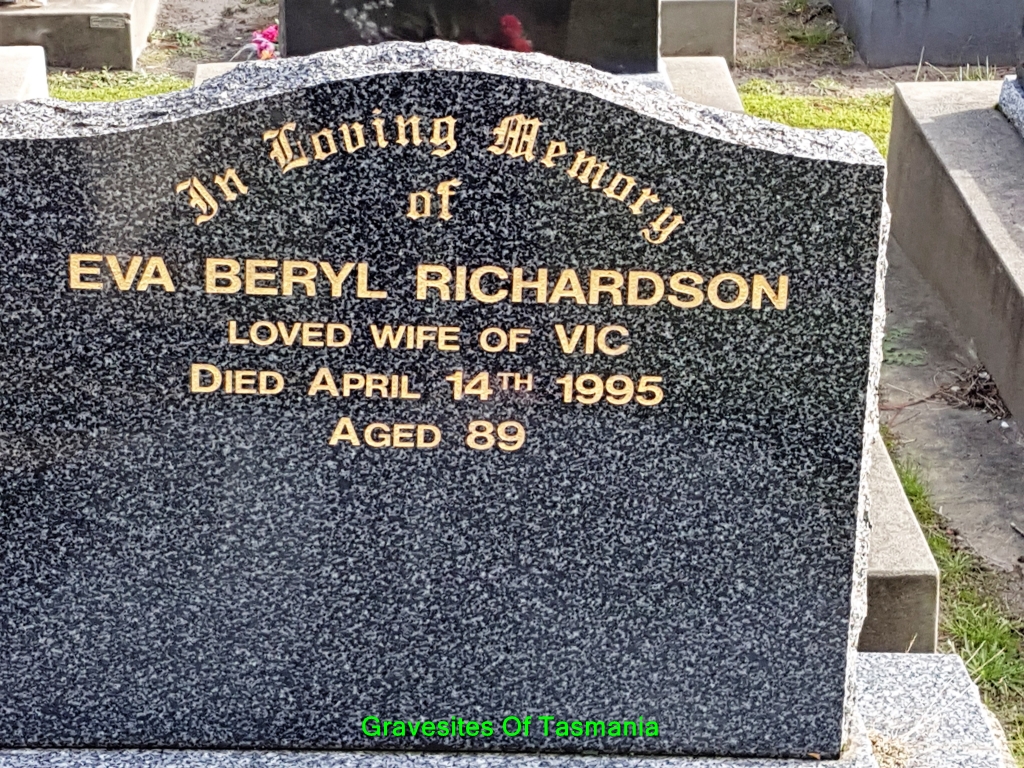 In Loving Memory
of
EVA BERYL RICHARDSON
LOVED WIFE OF VIC
DIED APRIL 14TH 1995
AGED 89
Gravesites Of Tasmania